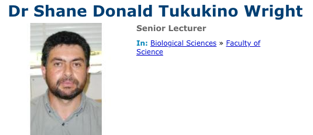 Dr Shane Donald Tukukino Wright
Senior Lecturer
In: Biological Sciences » Faculty of
Science